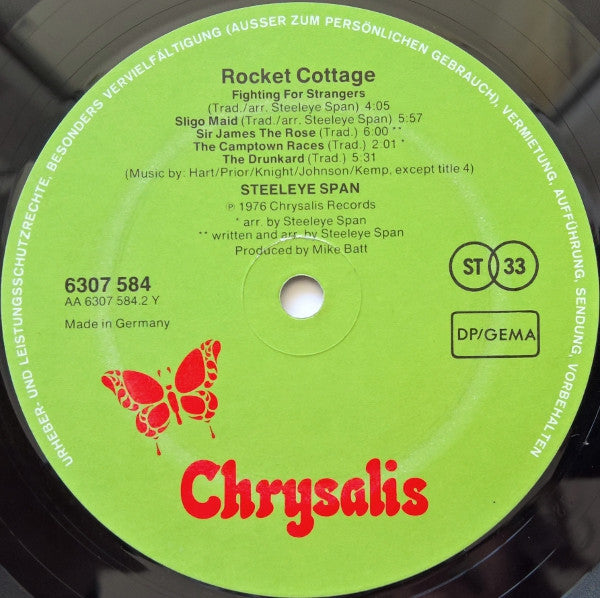 URHEBER- UND LEISTUNGSSCHUTZRECHTE, BESONDERS VERVIELFÄLTIGUNG (AUSSER ZUM PERSÖNLICHEN GEBRAUCH), VERMIETUNG, AUFFÜHRUNG, SENDUNG, VORBEHALTEN
Rocket Cottage
Fighting For Strangers
(Trad./arr. Steeleye Span) 4:05
Sligo Maid (Trad./arr. Steeleye Span) 5:57
Sir James The Rose (Trad.) 6:00 **
The Camptown Races (Trad.) 2:01 *
The Drunkard (Trad.) 5:31
(Music by: Hart/Prior/Knight/Johnson/Kemp, except title 4)
STEELEYE SPAN
℗ 1976 Chrysalis Records
* arr. by Steeleye Span
** written and arr. by Steeleye Span
Produced by Mike Batt
6307 584
AA 6307 584.2 Y
Made in Germany
ST 33
DP/GEMA
Chrysalis